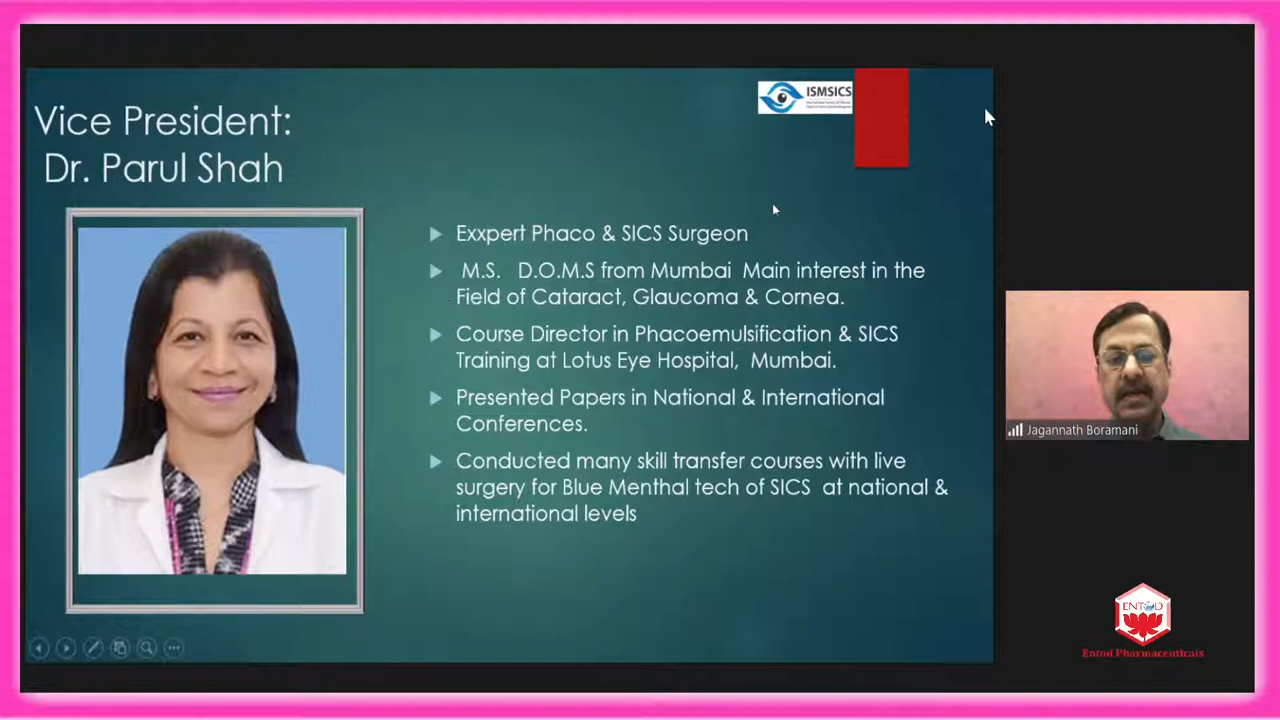 ISMSICS
Vice President:
Dr. Parul Shah
Exxpert Phaco & SICS Surgeon
M.S. D.O.M.S from Mumbai Main interest in the
Field of Cataract, Glaucoma & Cornea.
Course Director in Phacoemulsification & SICS
Training at Lotus Eye Hospital, Mumbai.
Presented Papers in National & International
Conferences.
Conducted many skill transfer courses with live
surgery for Blue Menthal tech of SICS at national &
international levels
Jagannath Boramani
ENTOD
Entod Pharmaceuticals